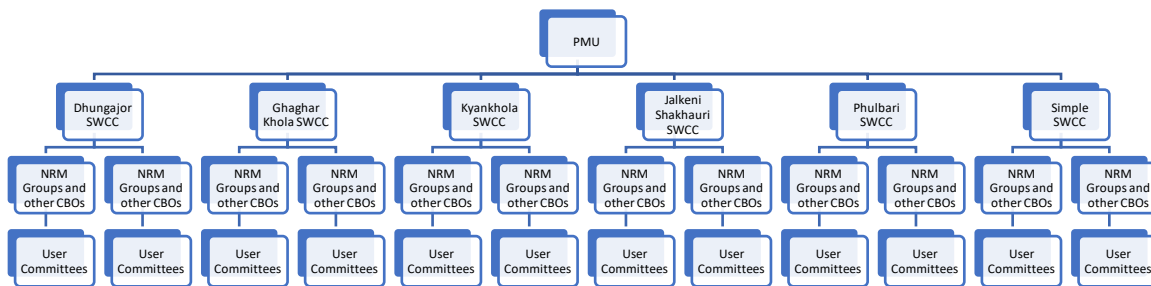 PMU
Dhungajor
SWCC
Ghaghar
Khola SWCC
Kyankhola
SWCC
Jalkeni
Shakhauri
SWCC
Phulbari
SWCC
Simple
SWCC
NRM
Groups and
other CBOs
NRM
Groups and
other CBOs
NRM
Groups and
other CBOs
NRM
Groups and
other CBOs
NRM
Groups and
other CBOs
NRM
Groups and
other CBOs
NRM
Groups and
other CBOs
NRM
Groups and
other CBOs
NRM
Groups and
other CBOs
NRM
Groups and
other CBOs
NRM
Groups and
other CBOs
NRM
Groups and
other CBOs
User
Committees
User
Committees
User
Committees
User
Committees
User
Committees
User
Committees
User
Committees
User
Committees
User
Committees
User
Committees
User
Committees
User
Committees